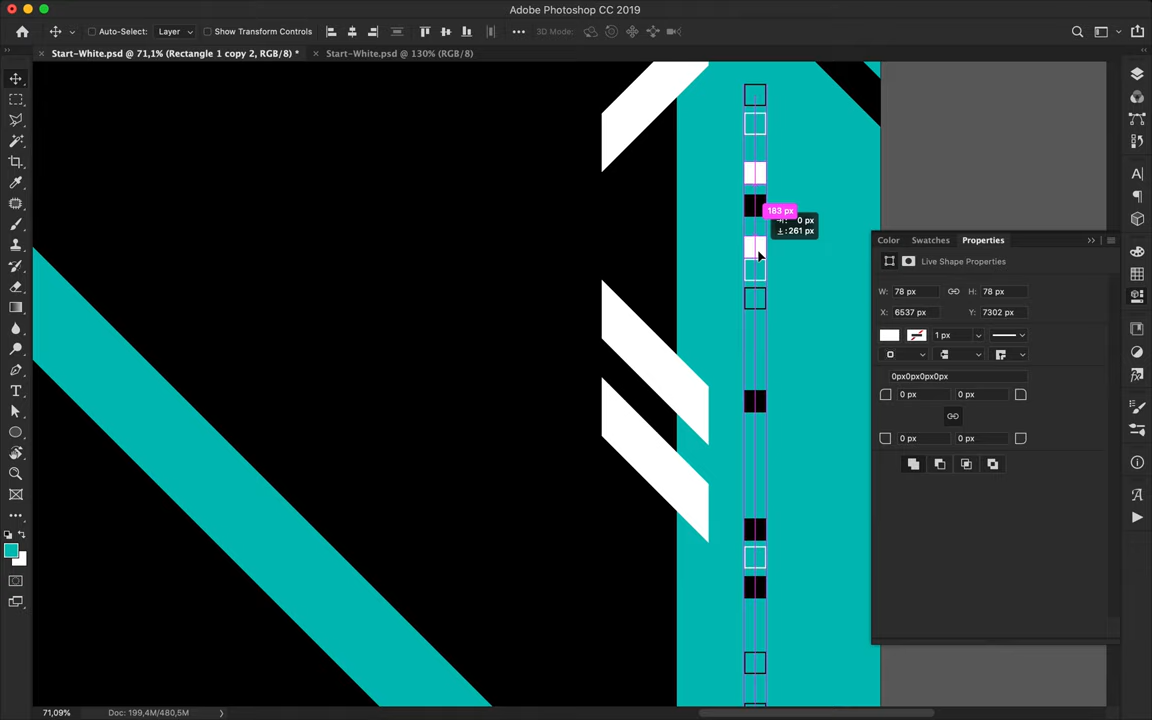 Adobe Photoshop CC 2019
Auto-Select: Layer Show Transform Controls 3D Mode:
Start-White.psd @ 71,1% (Rectangle 1 copy 2, RGB/8) * Start-White.psd @ 130% (RGB/8)
183 px
0 px
261 px
Color Swatches Properties
Live Shape Properties
W: 78 px H: 78 px
X: 6537 px Y: 7302 px
1 px
0px0px0px0px
0 px 0 px
0 px 0 px
71,09% Doc: 199,4M/480,5M